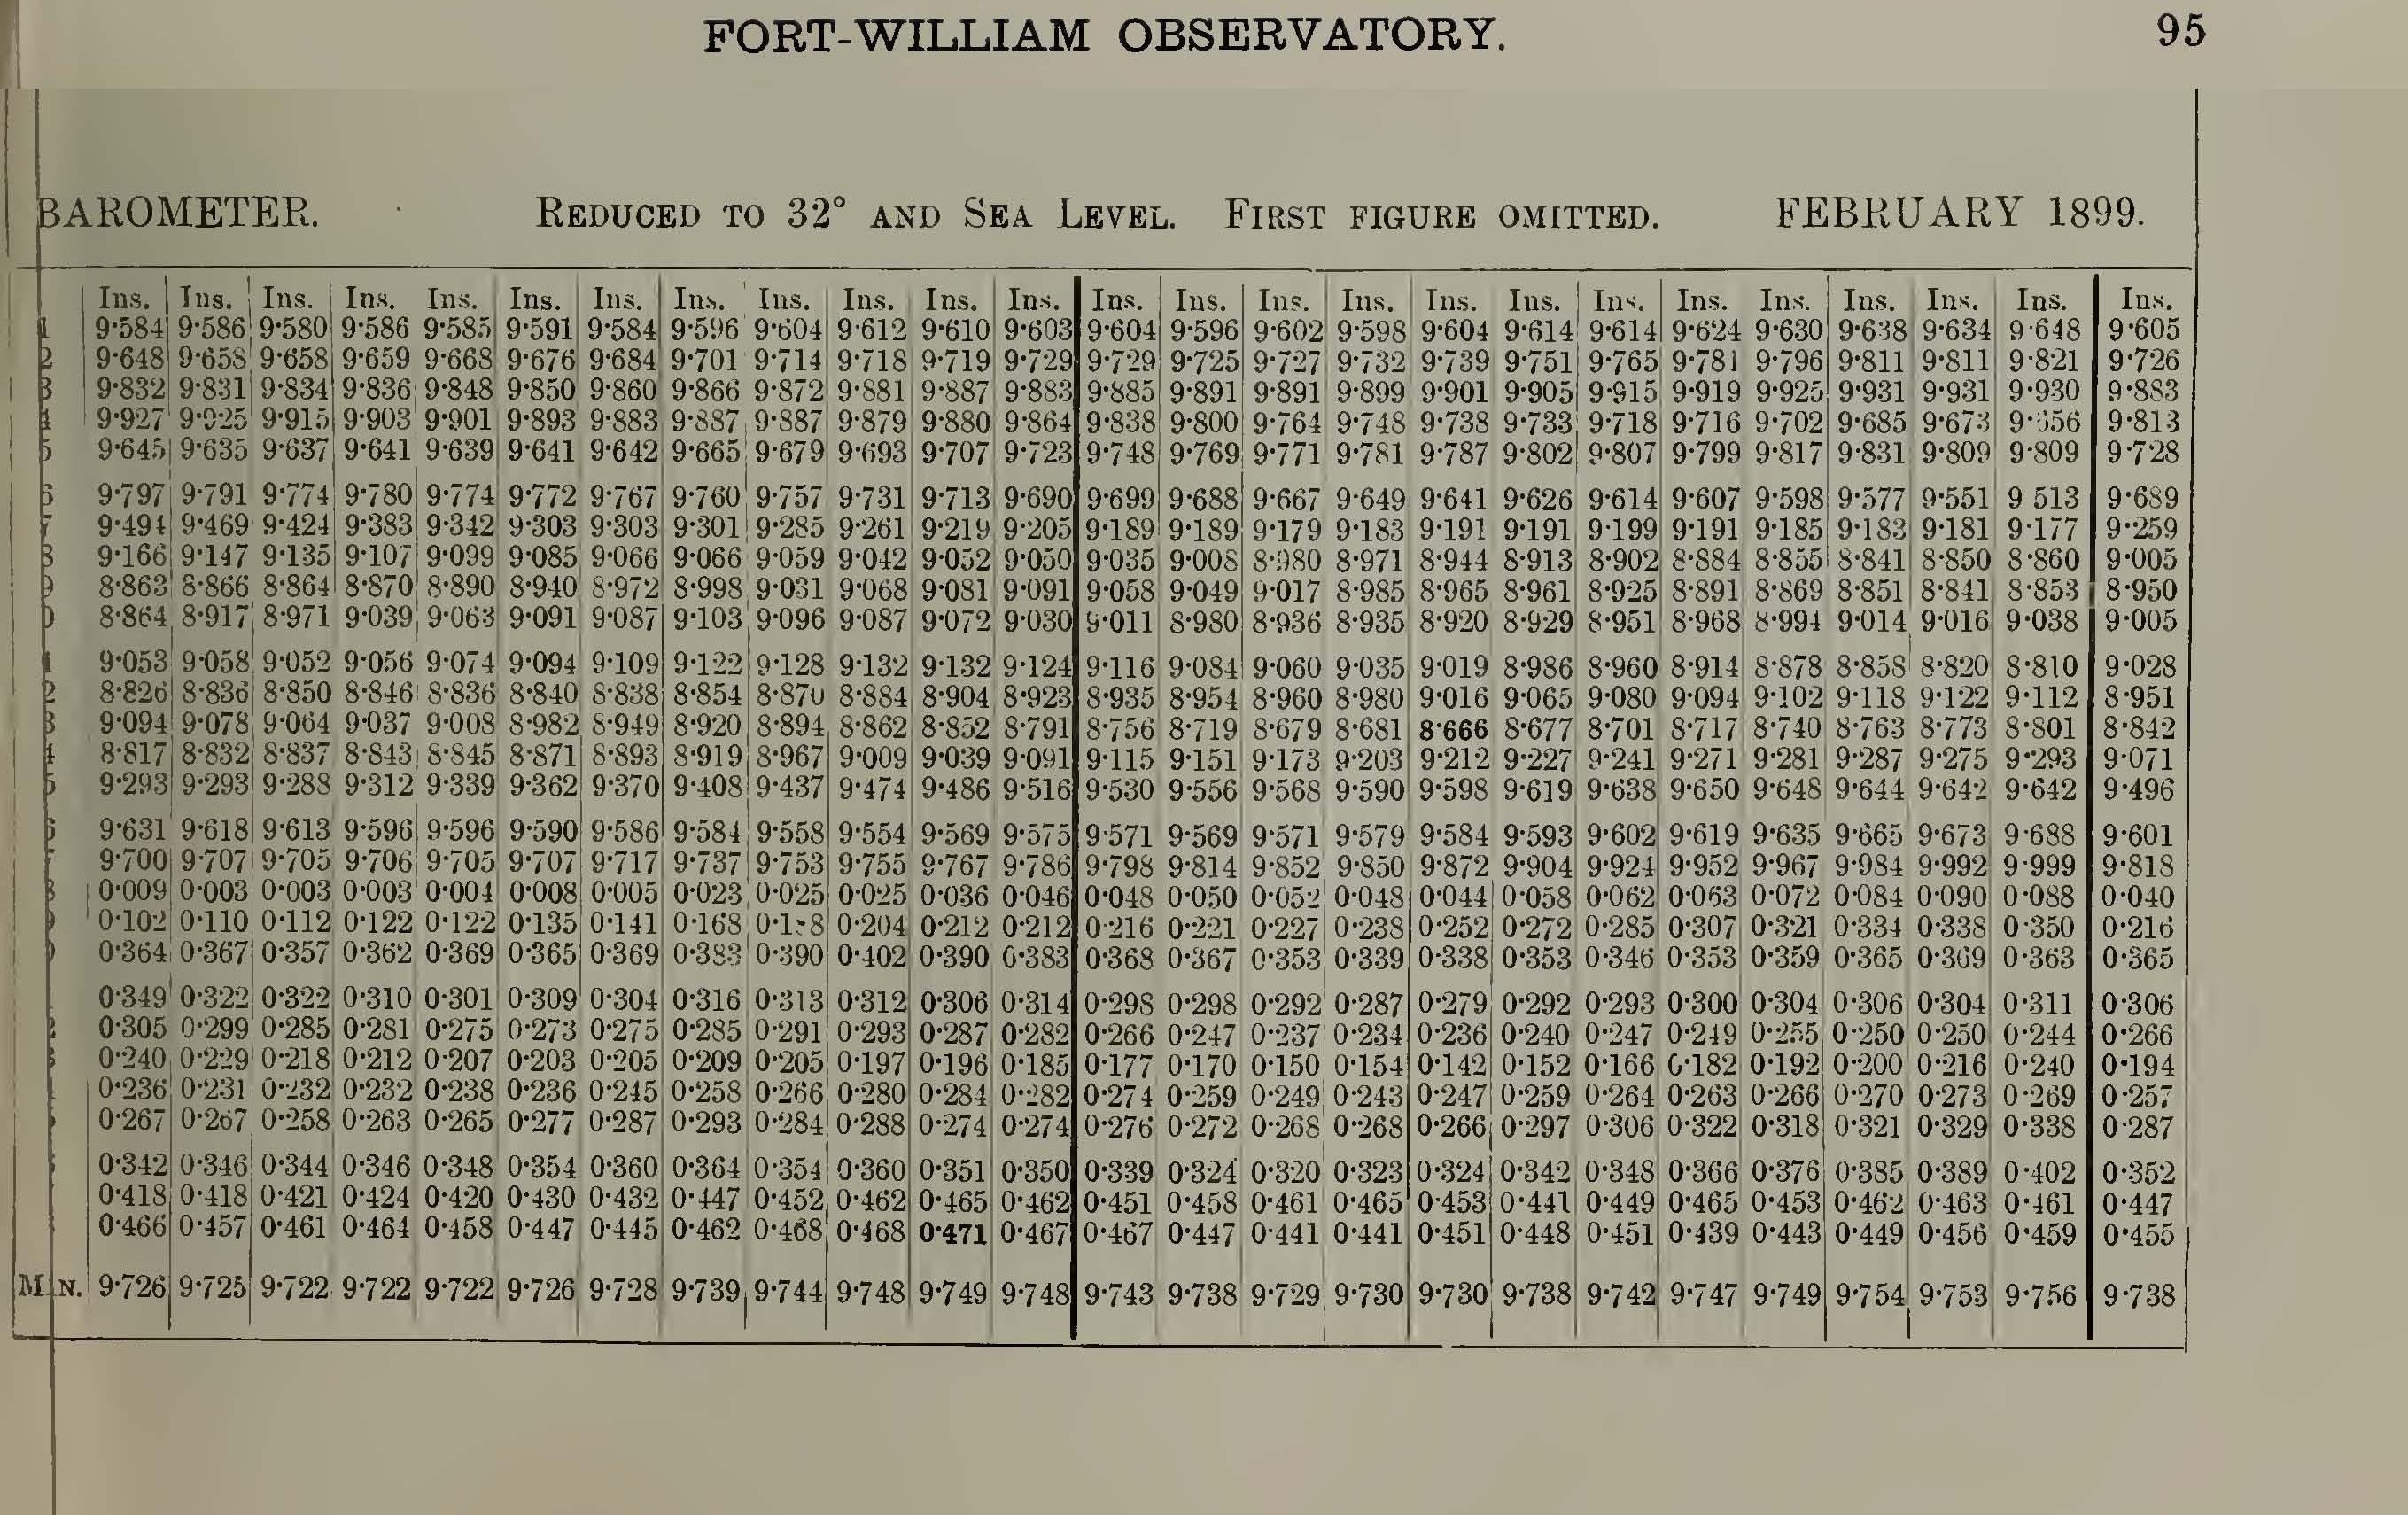 FORT-WILLIAM OBSERVATORY. 95
BAROMETER. REDUCED TO 32° AND SEA LEVEL. FIRST FIGURE OMITTED. FEBRUARY 1899.
Ins. Ins. Ins. Ins. Ins. Ins. Ins. Ins. Ins. Ins. Ins. Ins. Ins. Ins. Ins. Ins. Ins. Ins. Ins. Ins. Ins. Ins. Ins. Ins. Ins.
1 9·584 9·586 9·580 9·586 9·585 9·591 9·584 9·596 9·604 9·612 9·610 9·603 9·604 9·596 9·602 9·598 9·604 9·614 9·614 9·624 9·630 9·638 9·634 9·648 9·605
2 9·648 9·658 9·658 9·659 9·668 9·676 9·684 9·701 9·714 9·718 9·719 9·729 9·729 9·725 9·727 9·732 9·739 9·751 9·765 9·781 9·796 9·811 9·811 9·821 9·726
3 9·832 9·831 9·834 9·836 9·848 9·850 9·860 9·866 9·872 9·881 9·887 9·883 9·885 9·891 9·891 9·899 9·901 9·905 9·915 9·919 9·925 9·931 9·931 9·930 9·883
4 9·927 9·925 9·915 9·903 9·901 9·893 9·883 9·887 9·887 9·879 9·880 9·864 9·838 9·800 9·764 9·748 9·738 9·733 9·718 9·716 9·702 9·685 9·673 9·656 9·813
5 9·645 9·635 9·637 9·641 9·639 9·641 9·642 9·665 9·679 9·693 9·707 9·723 9·748 9·769 9·771 9·781 9·787 9·802 9·807 9·799 9·817 9·831 9·809 9·809 9·728
6 9·797 9·791 9·774 9·780 9·774 9·772 9·767 9·760 9·757 9·731 9·713 9·690 9·699 9·688 9·667 9·649 9·641 9·626 9·614 9·607 9·598 9·577 9·551 9 513 9·689
7 9·494 9·469 9·424 9·383 9·342 9·303 9·303 9·301 9·285 9·261 9·219 9·205 9·189 9·189 9·179 9·183 9·191 9·191 9·199 9·191 9·185 9·183 9·181 9·177 9·259
8 9·166 9·147 9·135 9·107 9·099 9·085 9·066 9·066 9·059 9·042 9·052 9·050 9·035 9·008 8·980 8·971 8·944 8·913 8·902 8·884 8·855 8·841 8·850 8·860 9·005
9 8·863 8·866 8·864 8·870 8·890 8·940 8·972 8·998 9·031 9·068 9·081 9·091 9·058 9·049 9·017 8·985 8·965 8·961 8·925 8·891 8·869 8·851 8·841 8·853 8·950
0 8·864 8·917 8·971 9·039 9·063 9·091 9·087 9·103 9·096 9·087 9·072 9·030 9·011 8·980 8·936 8·935 8·920 8·929 8·951 8·968 8·994 9·014 9·016 9·038 9·005
1 9·053 9·058 9·052 9·056 9·074 9·094 9·109 9·122 9·128 9·132 9·132 9·124 9·116 9·084 9·060 9·035 9·019 8·986 8·960 8·914 8·878 8·858 8·820 8·810 9·028
2 8·826 8·836 8·850 8·846 8·836 8·840 8·838 8·854 8·870 8·884 8·904 8·923 8·935 8·954 8·960 8·980 9·016 9·065 9·080 9·094 9·102 9·118 9·122 9·112 8·951
3 9·094 9·078 9·064 9·037 9·008 8·982 8·949 8·920 8·894 8·862 8·852 8·791 8·756 8·719 8·679 8·681 8·666 8·677 8·701 8·717 8·740 8·763 8·773 8·801 8·842
4 8·817 8·832 8·837 8·843 8·845 8·871 8·893 8·919 8·967 9·009 9·039 9·091 9·115 9·151 9·173 9·203 9·212 9·227 9·241 9·271 9·281 9·287 9·275 9·293 9·071
5 9·293 9·293 9·288 9·312 9·339 9·362 9·370 9·408 9·437 9·474 9·486 9·516 9·530 9·556 9·568 9·590 9·598 9·619 9·638 9·650 9·648 9·644 9·642 9·642 9·496
6 9·631 9·618 9·613 9·596 9·596 9·590 9·586 9·584 9·558 9·554 9·569 9·575 9·571 9·569 9·571 9·579 9·584 9·593 9·602 9·619 9·635 9·665 9·673 9·688 9·601
9·700 9·707 9·705 9·706 9·705 9·707 9·717 9·737 9·753 9·755 9·767 9·786 9·798 9·814 9·852 9·850 9·872 9·904 9·924 9·952 9·967 9·984 9·992 9·999 9·818
8 0·009 0·003 0·003 0·003 0·004 0·008 0·005 0·023 0·025 0·025 0·036 0·046 0·048 0·050 0·052 0·048 0·044 0·058 0·062 0·063 0·072 0·084 0·090 0·088 0·040
0·102 0·110 0·112 0·122 0·122 0·135 0·141 0·168 0·204 0·212 0·212 0·216 0·221 0·227 0·238 0·252 0·272 0·285 0·307 0·321 0·334 0·338 0·350 0·216
0·364 0·367 0·357 0·362 0·369 0·365 0·369 0·383 0·390 0·402 0·390 0·383 0·368 0·367 0·353 0·339 0·338 0·353 0·346 0·353 0·359 0·365 0·369 0·363 0·365
0·349 0·322 0·322 0·310 0·301 0·309 0·304 0·316 0·313 0·312 0·306 0·314 0·298 0·298 0·292 0·287 0·279 0·292 0·293 0·300 0·304 0·306 0·304 0·311 0·306
0·305 0·299 0·285 0·281 0·275 0·273 0·275 0·285 0·291 0·293 0·287 0·282 0·266 0·247 0·237 0·234 0·236 0·240 0·247 0·249 0·255 0·250 0·250 0·244 0·266
0·240 0·229 0·218 0·212 0·207 0·203 0·205 0·209 0·205 0·197 0·196 0·185 0·177 0·170 0·150 0·154 0·142 0·152 0·166 0·182 0·192 0·200 0·216 0·240 0·194
0·236 0·231 0·232 0·232 0·238 0·236 0·245 0·258 0·266 0·280 0·284 0·282 0·274 0·259 0·249 0·243 0·247 0·259 0·264 0·263 0·266 0·270 0·273 0·269 0·257
0·267 0·267 0·258 0·263 0·265 0·277 0·287 0·293 0·284 0·288 0·274 0·274 0·276 0·272 0·268 0·268 0·266 0·297 0·306 0·322 0·318 0·321 0·329 0·338 0·287
0·342 0·346 0·344 0·346 0·348 0·354 0·360 0·364 0·354 0·360 0·351 0·350 0·339 0·324 0·320 0·323 0·324 0·342 0·348 0·366 0·376 0·385 0·389 0·402 0·352
0·418 0·418 0·421 0·424 0·420 0·430 0·432 0·447 0·452 0·462 0·465 0·462 0·451 0·458 0·461 0·465 0·453 0·441 0·449 0·465 0·453 0·462 0·463 0·461 0·447
0·466 0·457 0·461 0·464 0·458 0·447 0·445 0·462 0·468 0·468 0·471 0·467 0·467 0·447 0·441 0·441 0·451 0·448 0·451 0·439 0·443 0·449 0·456 0·459 0·455
M N. 9·726 9·725 9·722 9·722 9·722 9·726 9·728 9·739 9·744 9·748 9·749 9·748 9·743 9·738 9·729 9·730 9·730 9·738 9·742 9·747 9·749 9·754 9·753 9·756 9·738